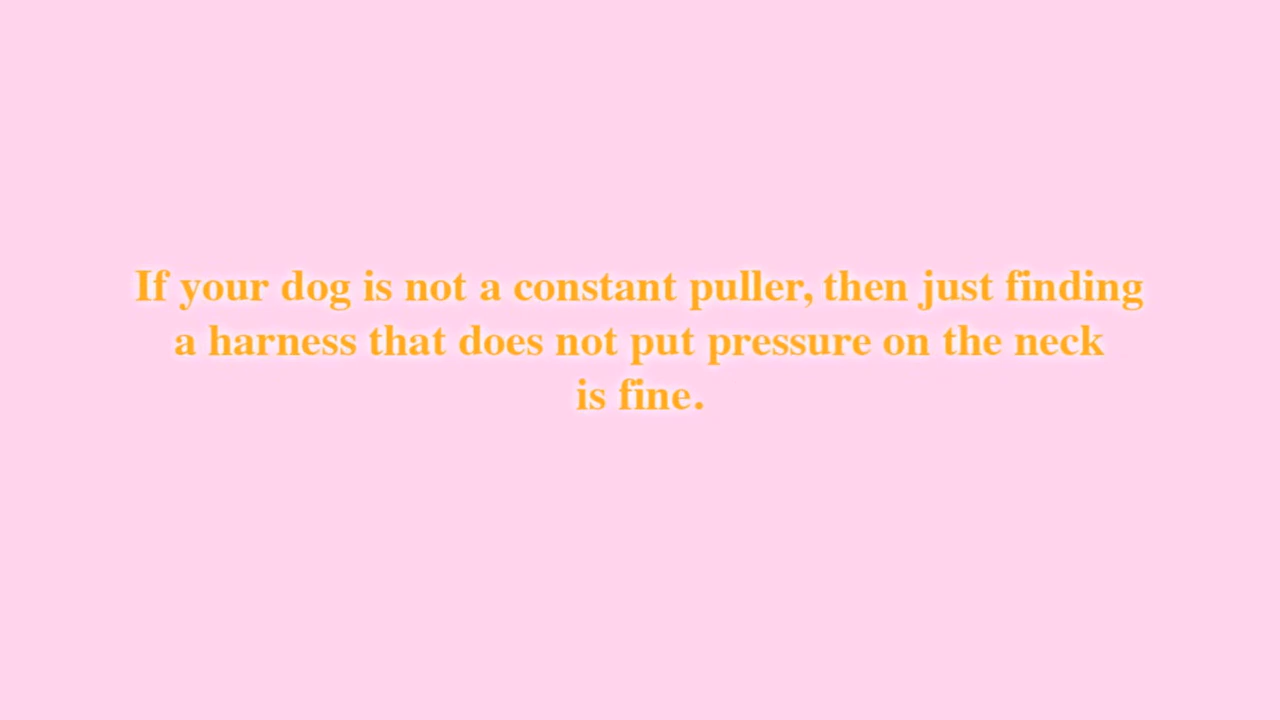 If your dog is not a constant puller, then just finding
a harness that does not put pressure on the neck
is fine.